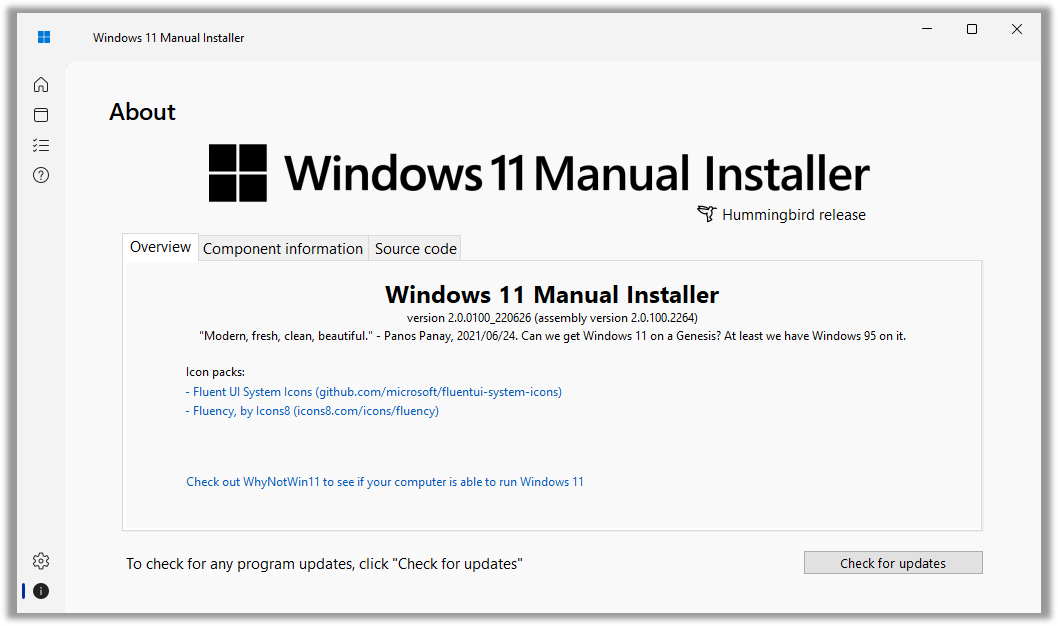 Windows 11 Manual Installer
About
Windows 11 Manual Installer
Hummingbird release
Overview
Component information
Source code
Windows 11 Manual Installer
version 2.0.0100_220626 (assembly version 2.0.100.2264)
"Modern, fresh, clean, beautiful." - Panos Panay, 2021/06/24. Can we get Windows 11 on a Genesis? At least we have Windows 95 on it.
Icon packs:
- Fluent UI System Icons (github.com/microsoft/fluentui-system-icons)
- Fluency, by Icons8 (icons8.com/icons/fluency)
Check out WhyNotWin11 to see if your computer is able to run Windows 11
To check for any program updates, click "Check for updates"
Check for updates